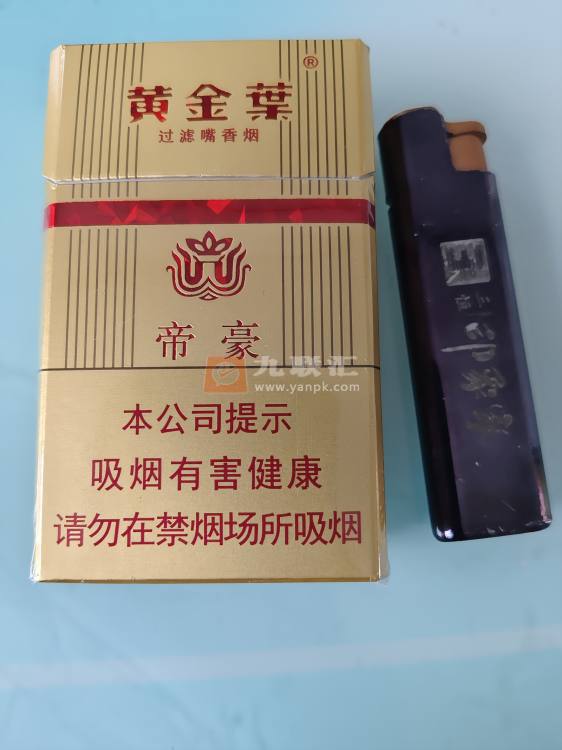 黄金葉®
过滤嘴香烟
帝豪
九联汇
www.yanpk.com
本公司提示
吸烟有害健康
请勿在禁烟场所吸烟